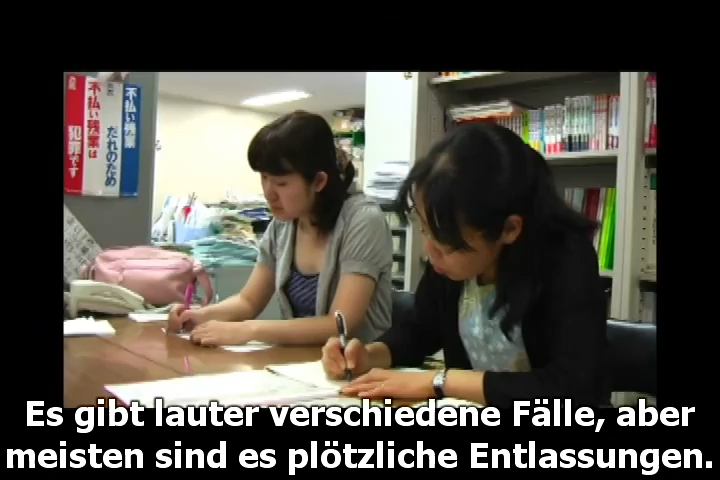 不払い残業
だれのため
不払い残業は
犯罪です
Es gibt lauter verschiedene Fälle, aber
meisten sind es plötzliche Entlassungen.